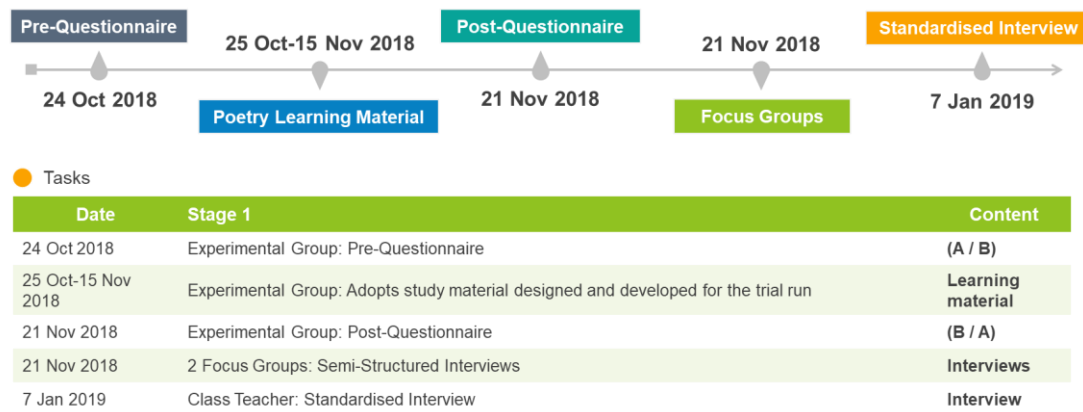 Pre-Questionnaire
25 Oct-15 Nov 2018
Post-Questionnaire
21 Nov 2018
Standardised Interview
24 Oct 2018
Poetry Learning Material
21 Nov 2018
Focus Groups
7 Jan 2019
Tasks
Date Stage 1 Content
24 Oct 2018 Experimental Group: Pre-Questionnaire (A / B)
25 Oct-15 Nov
2018
Experimental Group: Adopts study material designed and developed for the trial run
Learning
material
21 Nov 2018 Experimental Group: Post-Questionnaire (B / A)
21 Nov 2018 2 Focus Groups: Semi-Structured Interviews Interviews
7 Jan 2019 Class Teacher: Standardised Interview Interview